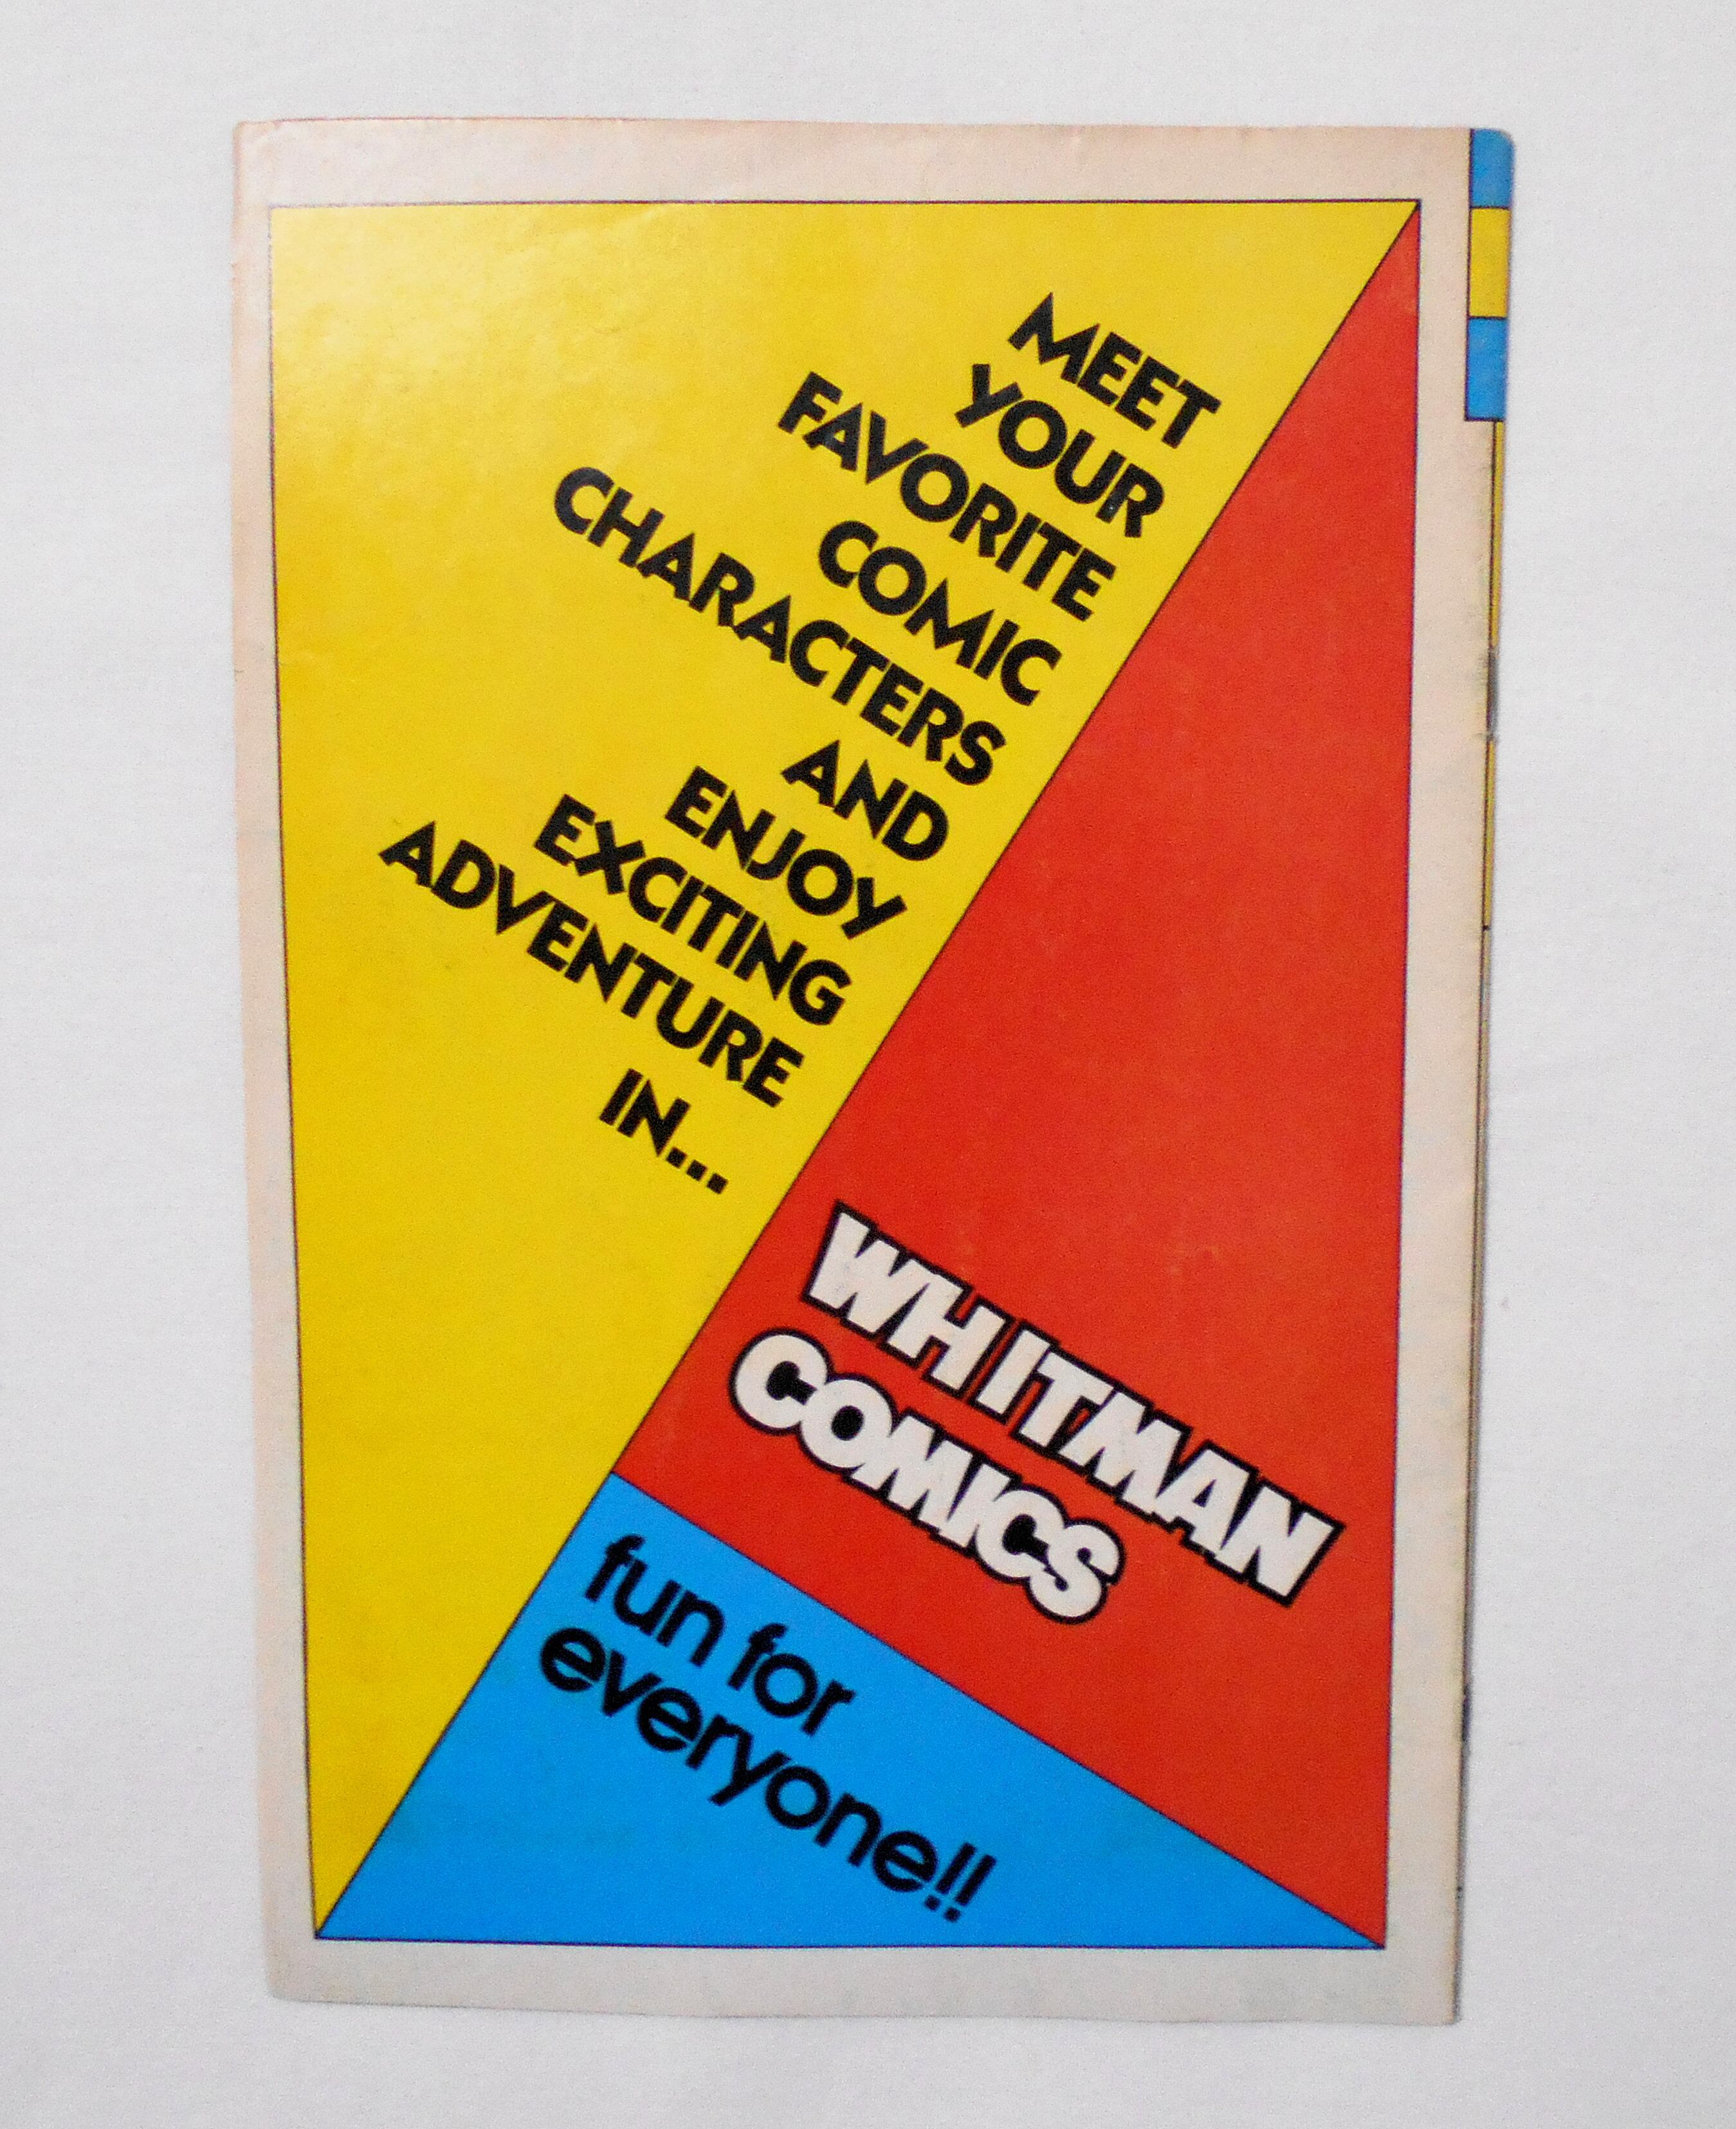 MEET
YOUR
FAVORITE
COMIC
CHARACTERS
AND
ENJOY
EXCITING
ADVENTURE
IN...
WHITMAN
COMICS
fun for
everyone!!